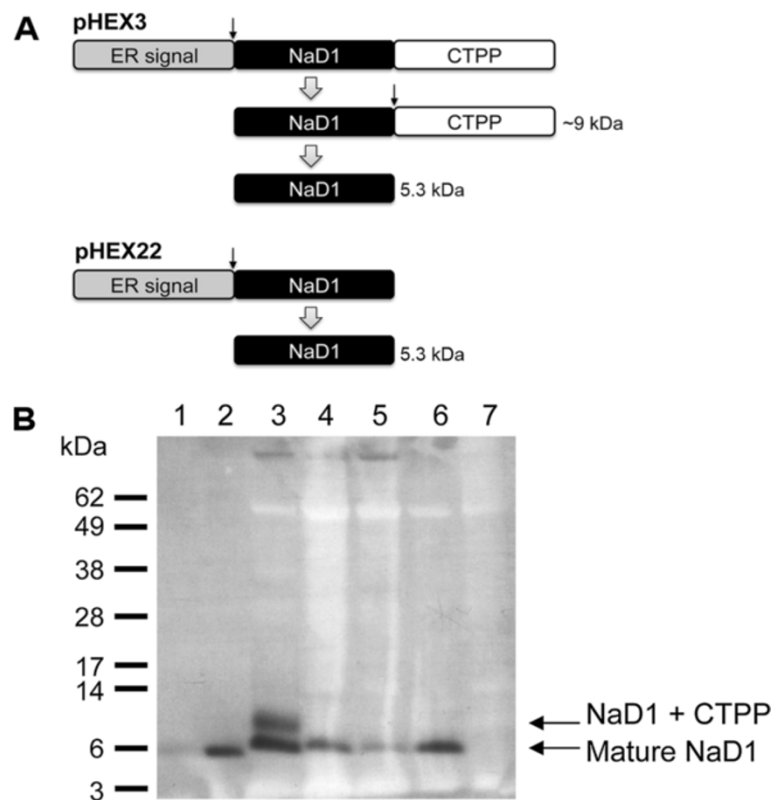 A
pHEX3
ER signal NaD1 CTPP
NaD1 CTPP ~9 kDa
NaD1 5.3 kDa
pHEX22
ER signal NaD1
NaD1 5.3 kDa
B
1 2 3 4 5 6 7
kDa
62
49
38
28
17
14
NaD1 + CTPP
6
Mature NaD1
3